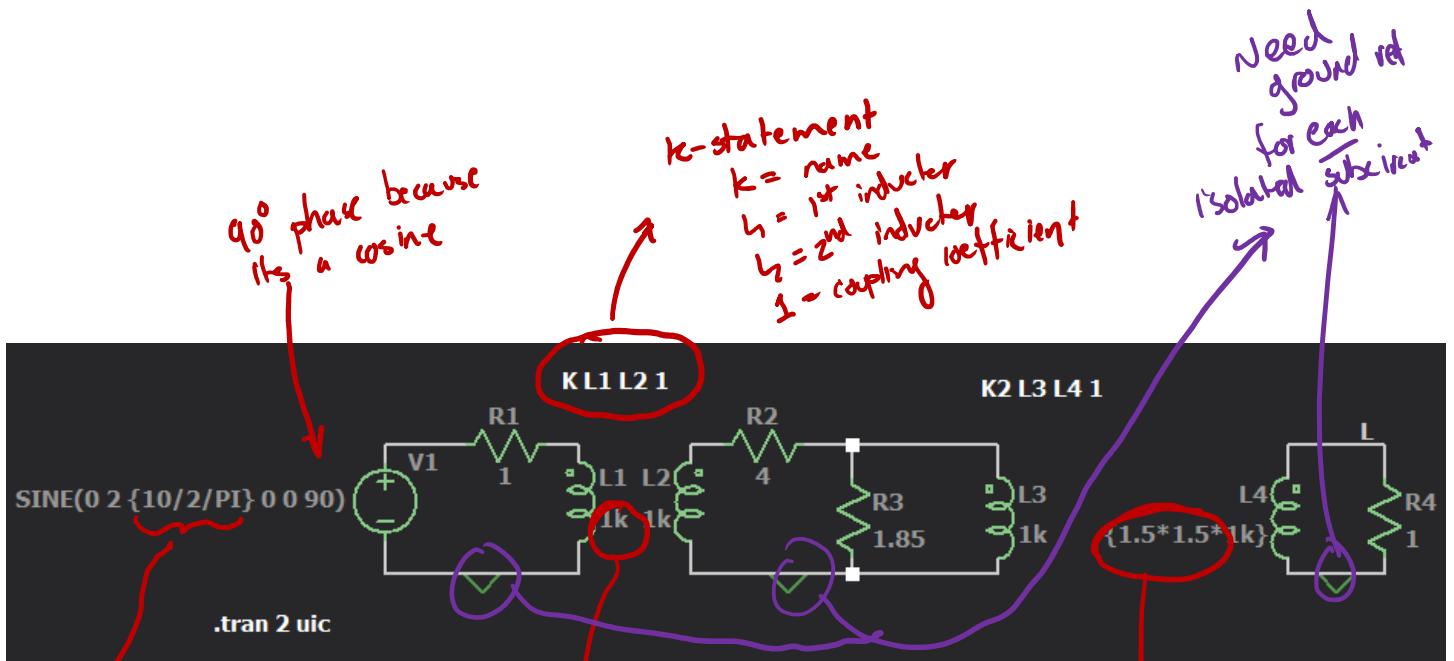 Need
ground ref
for each
isolated subcircuit
k-statement
k = name
L1 = 1st inductor
L2 = 2nd inductor
1 - coupling coefficient
90° phase because
its a cosine
K L1 L2 1
K2 L3 L4 1
R1
R2
L
V1
1
4
SINE(0 2 {10/2/PI} 0 0 90)
L1
L2
R3
L3
L4
R4
1k
1k
1.85
1k
{1.5*1.5*1k}
1
.tran 2 uic